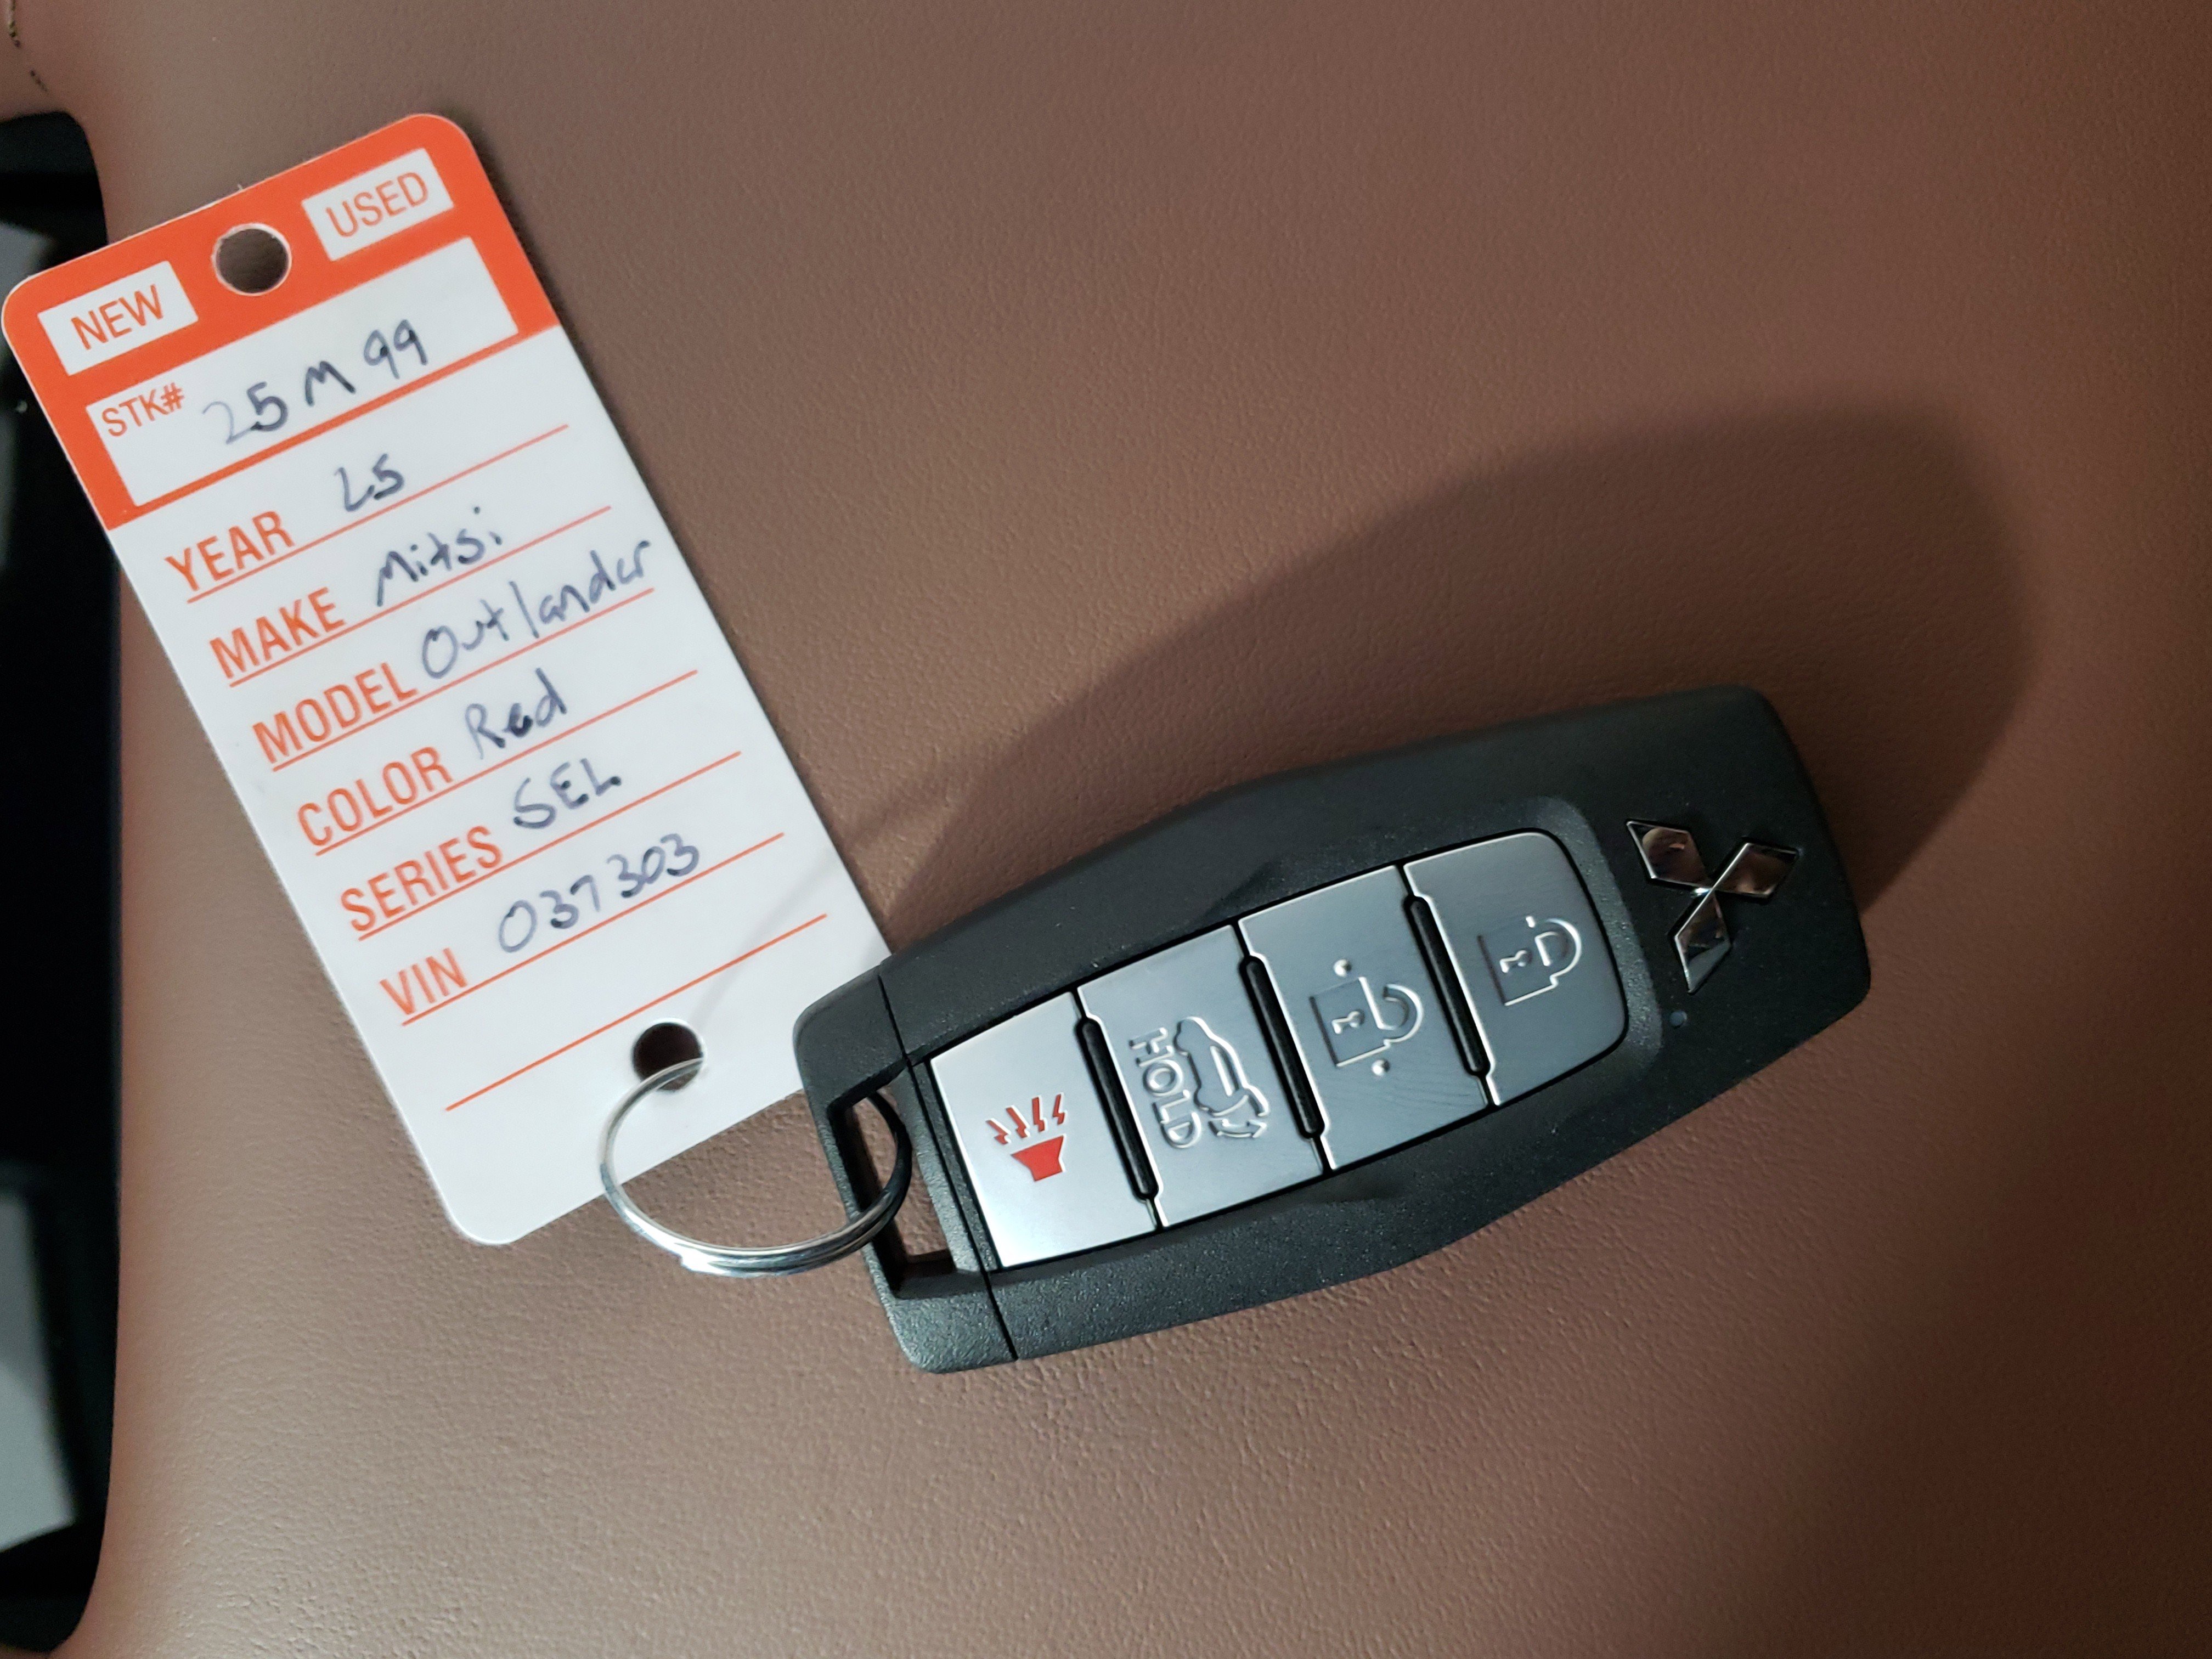 NEW USED
STK# 25M99
YEAR 25
MAKE Mitsi
MODEL Outlander
COLOR Red
SERIES SEL
VIN 037303
HOLD